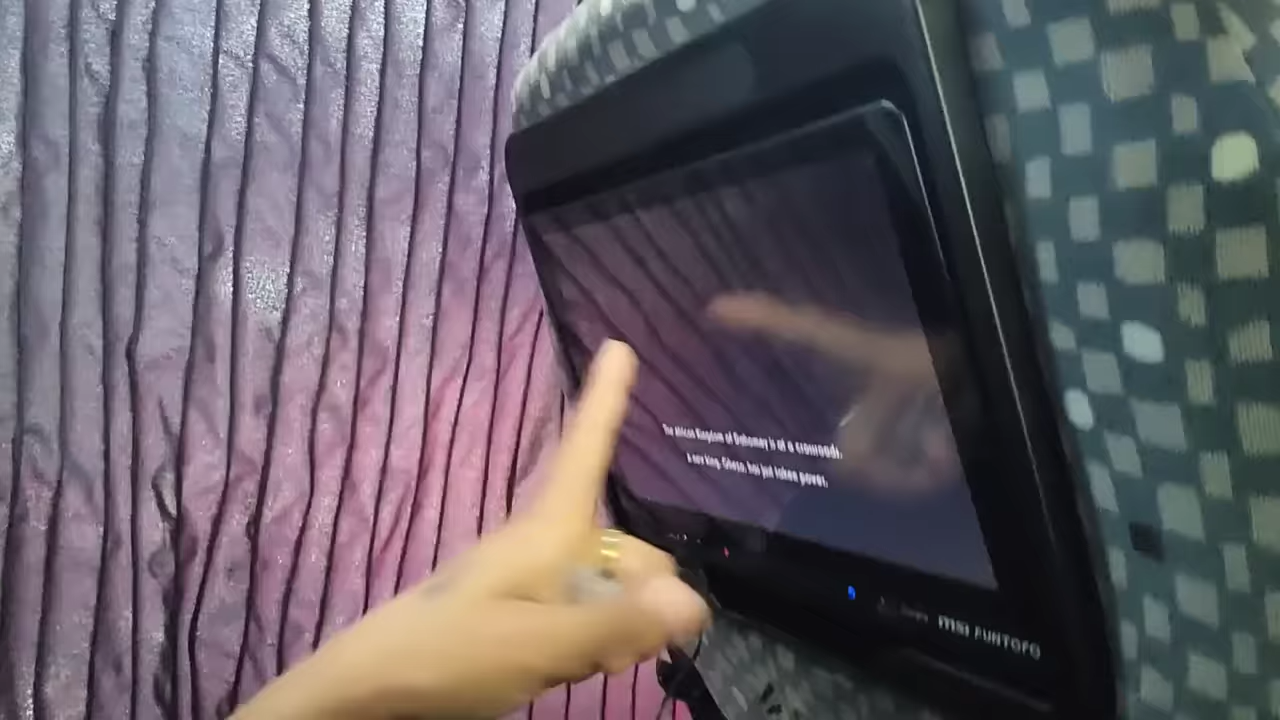 The African Kingdom of Dahomey is at a crossroads.
A new king, Ghezo, has just taken power.
msi FUNTORO